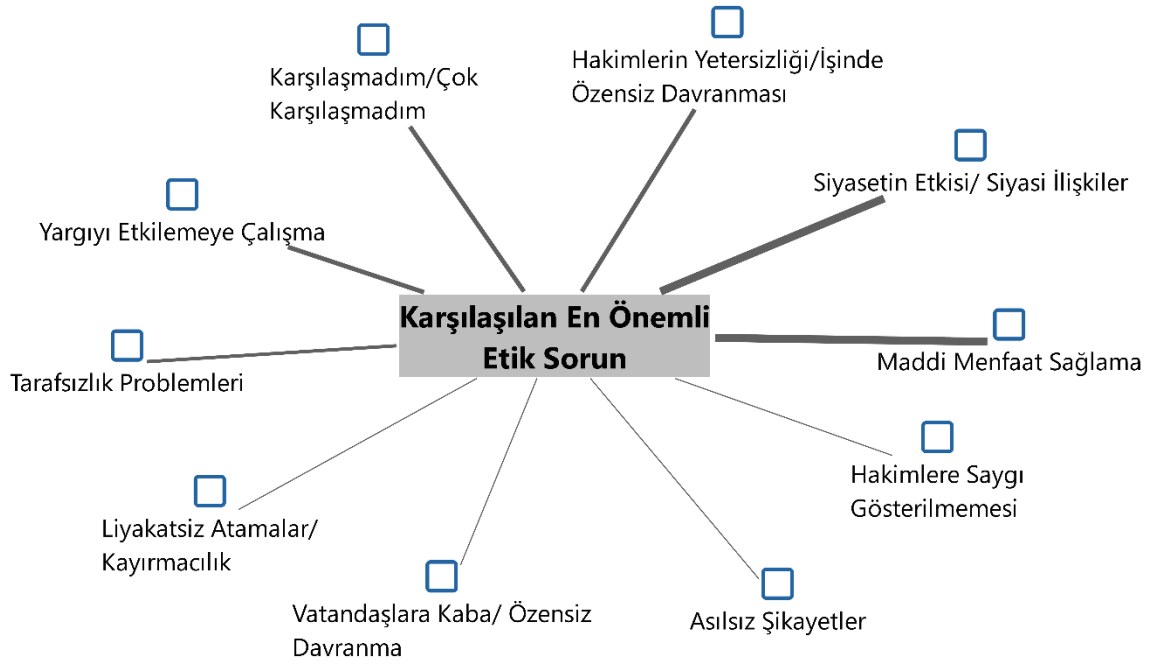 Karşılaşmadım/Çok
Karşılaşmadım
Hakimlerin Yetersizliği/İşinde
Özensiz Davranması
Siyasetin Etkisi/ Siyasi İlişkiler
Yargıyı Etkilemeye Çalışma
Karşılaşılan En Önemli
Etik Sorun
Maddi Menfaat Sağlama
Tarafsızlık Problemleri
Hakimlere Saygı
Gösterilmemesi
Liyakatsiz Atamalar/
Kayırmacılık
Vatandaşlara Kaba/ Özensiz
Davranma
Asılsız Şikayetler